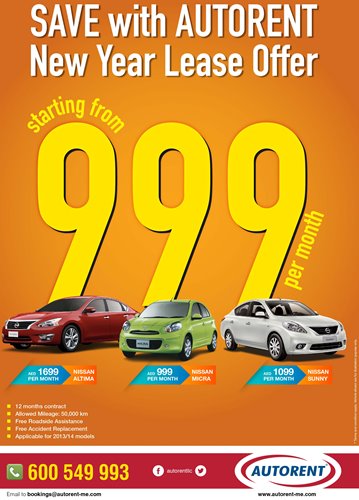 SAVE with AUTORENT
New Year Lease Offer
starting from
999
per month
AED 1699
PER MONTH
NISSAN
ALTIMA
AED 999
PER MONTH
NISSAN
MICRA
AED 1099
PER MONTH
NISSAN
SUNNY
• 12 months contract
• Allowed Mileage: 50,000 km
• Free Roadside Assistance
• Free Accident Replacement
• Applicable for 2013/14 models
600 549 993
autorentllc
AUTORENT
Email to bookings@autorent-me.com
www.autorent-me.com